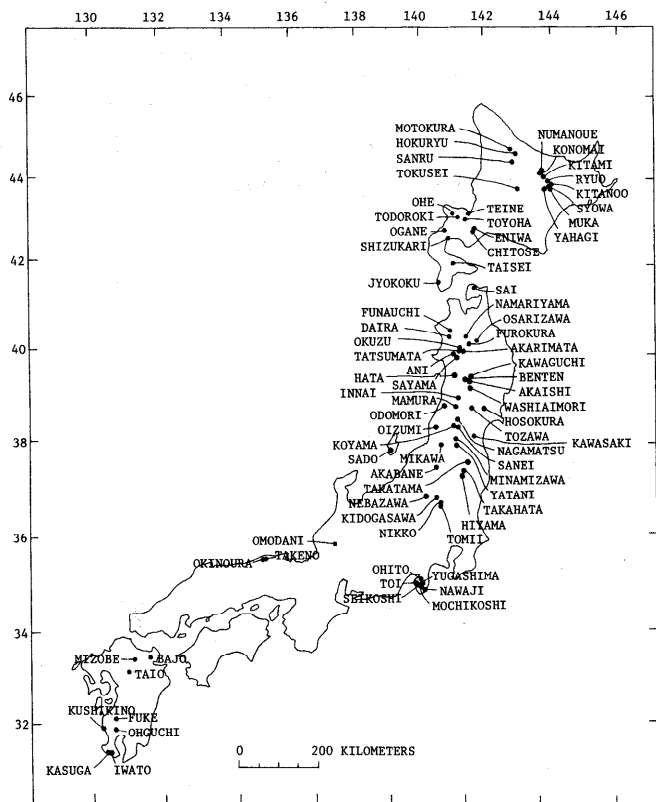 130 132 134 136 138 140 142 144 146
46
MOTOKURA
NUMANOUE
HOKURYU
KONOMAI
SANRU
KITAMI
TOKUSEI
44
RYUO
KITANOO
SYOWA
MUKA
YAHAGI
OHE
TEINE
TODOROKI
TOYOHA
OGANE
ENIWA
SHIZUKARI
CHITOSE
42
TAISEI
JYOKOKU
SAI
NAMARIYAMA
FUNAUCHI
OSARIZAWA
DAIRA
FUROKURA
OKUZU
40
TATSUMATA
AKARIMATA
ANI
KAWAGUCHI
HATA
BENTEN
SAYAMA
INNAI
AKAISHI
MAMURA
WASHIAIMORI
ODOMORI
HOSOKURA
OIZUMI
TOZAWA
38
KOYAMA
KAWASAKI
SADO
MIKAWA
NAGAMATSU
SANEI
AKABANE
MINAMIZAWA
TAKATAMA
YATANI
NEBAZAWA
TAKAHATA
KIDOGASAWA
HIYAMA
NIKKO
TOMII
36
OMODANI
OKINOURA
TAKENO
OHITO
YUGASHIMA
TOI
NAWAJI
SEIKOSHI
MOCHIKOSHI
34
MIZOBE
BAJO
TAIO
KUSHIKINO
FUKE
32
OHGUCHI
KASUGA
IWATO
0 200 KILOMETERS